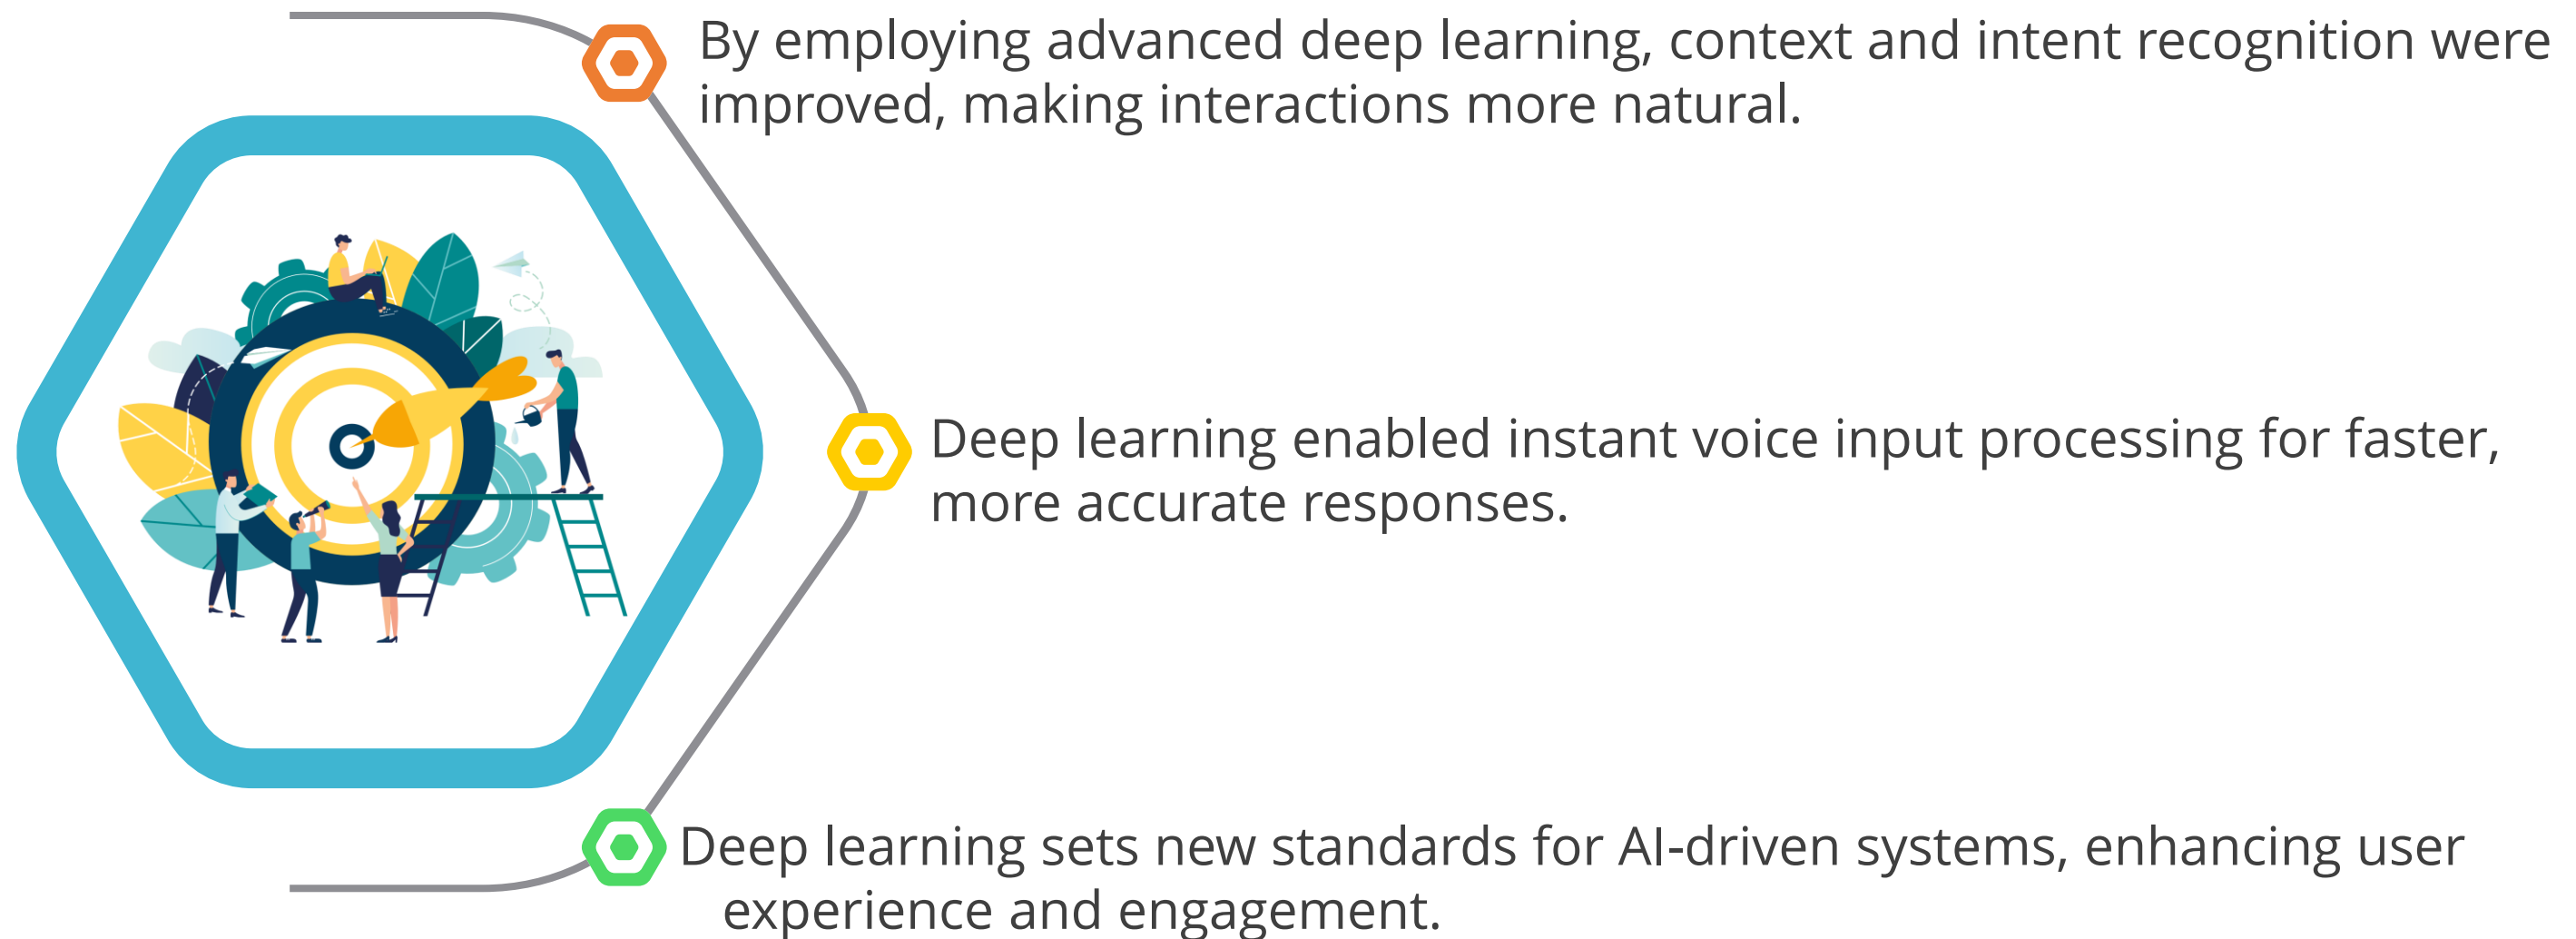 By employing advanced deep learning, context and intent recognition were
improved, making interactions more natural.
Deep learning enabled instant voice input processing for faster,
more accurate responses.
Deep learning sets new standards for AI-driven systems, enhancing user
experience and engagement.